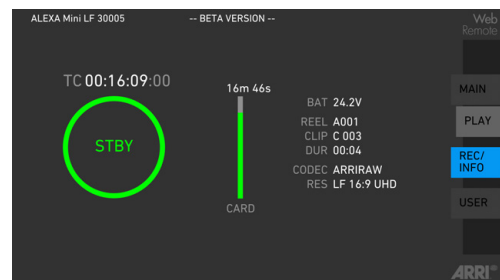 ALEXA Mini LF 30005
-- BETA VERSION --
Web
Remote
TC 00:16:09:00
STBY
16m 46s
CARD
BAT 24.2V
REEL A001
CLIP C 003
DUR 00:04
CODEC ARRIRAW
RES LF 16:9 UHD
MAIN
PLAY
REC/
INFO
USER
ARRI